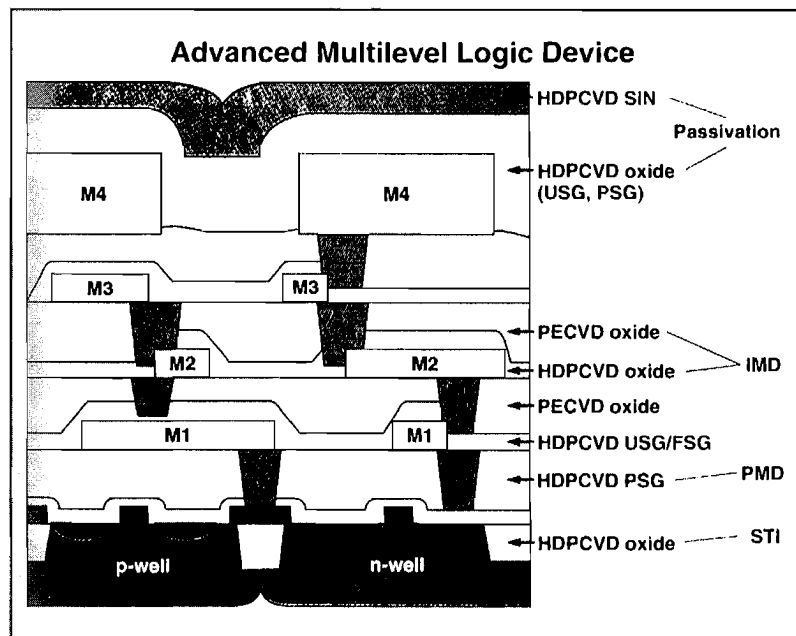 Advanced Multilevel Logic Device
HDPCVD SiN
Passivation
HDPCVD oxide
(USG, PSG)
M4
M4
M3
M3
PECVD oxide
M2
M2
HDPCVD oxide
IMD
PECVD oxide
M1
M1
HDPCVD USG/FSG
HDPCVD PSG
PMD
HDPCVD oxide
STI
p-well
n-well